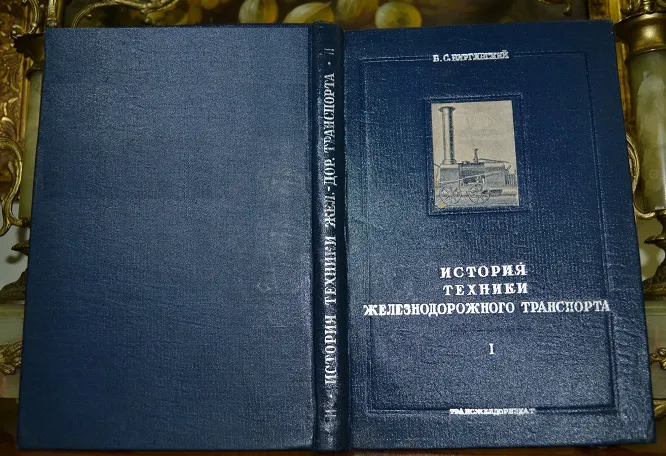 ИСТОРИЯ ТЕХНИКИ ЖЕЛ.-ДОР. ТРАНСПОРТА
В.С.ВИРГИНСКИЙ
ИСТОРИЯ
ТЕХНИКИ
ЖЕЛЕЗНОДОРОЖНОГО ТРАНСПОРТА
I
ТРАНСЖЕЛДОРИЗДАТ